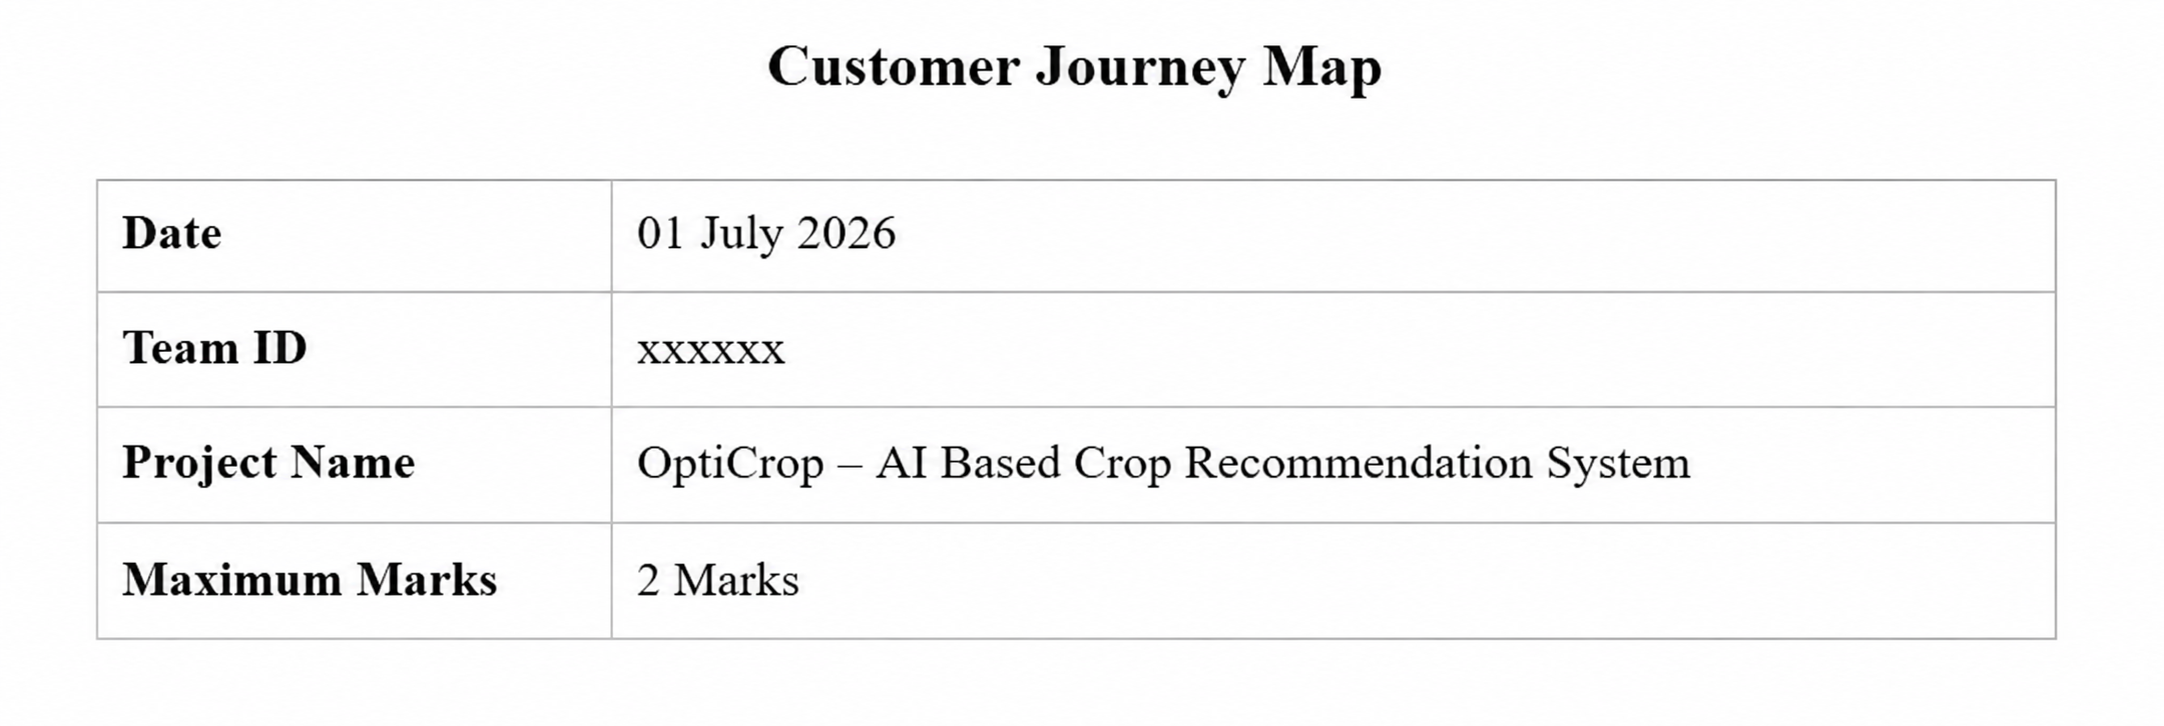 Customer Journey Map
Date 01 July 2026
Team ID xxxxxx
Project Name OptiCrop – AI Based Crop Recommendation System
Maximum Marks 2 Marks